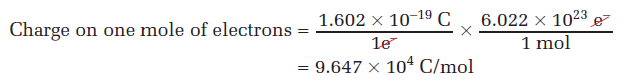 Charge on one mole of electrons = 1.602 × 10⁻¹⁹ C / 1e⁻ × 6.022 × 10²³ e⁻ / 1 mol
= 9.647 × 10⁴ C/mol